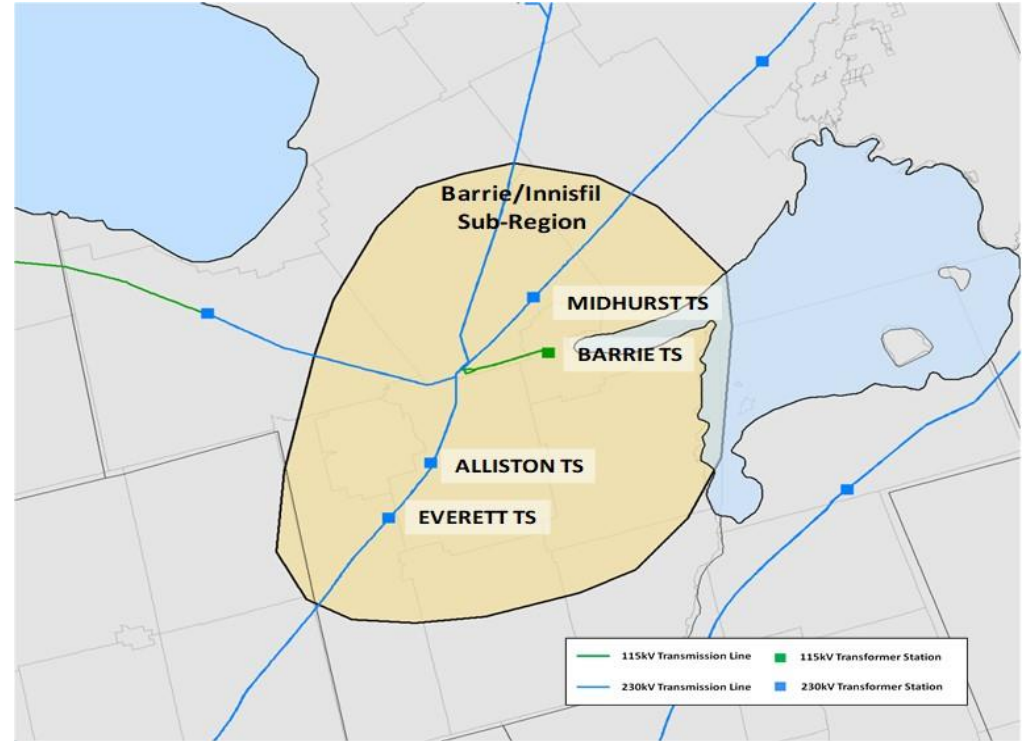 Barrie/Innisfil
Sub-Region
MIDHURST TS
BARRIE TS
ALLISTON TS
EVERETT TS
115kV Transmission Line
115kV Transformer Station
230kV Transmission Line
230kV Transformer Station